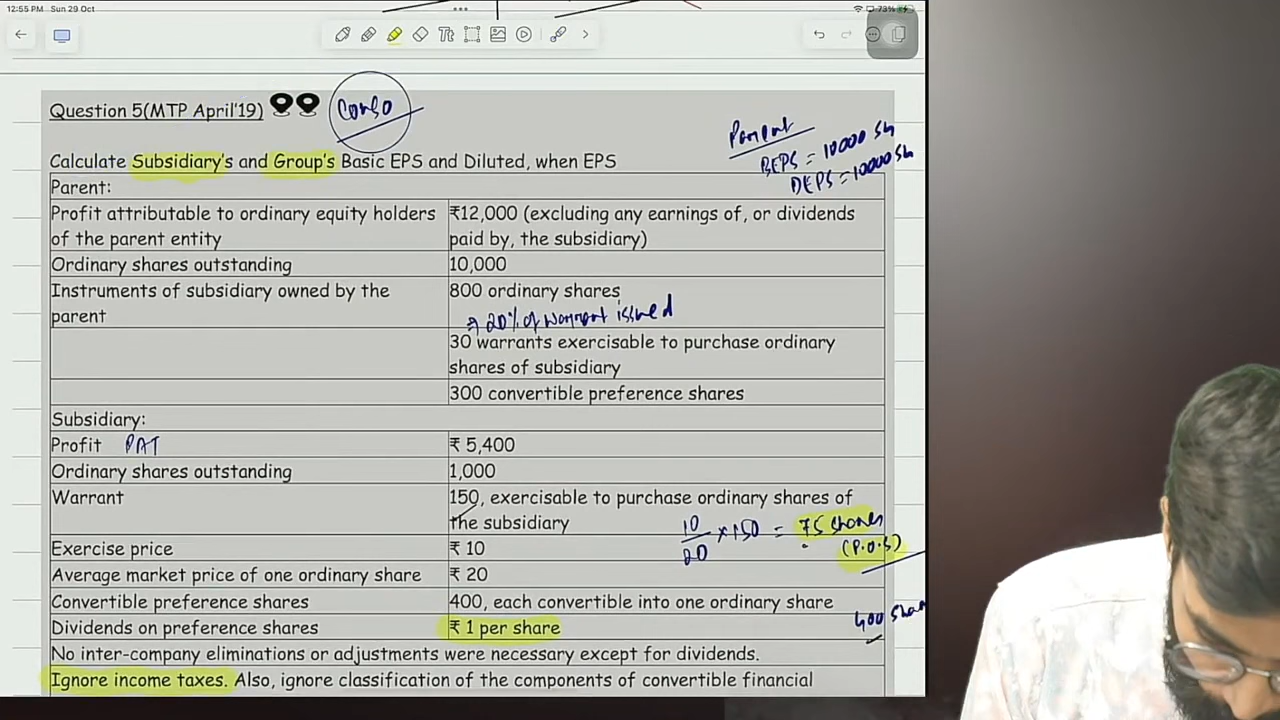 12:55 PM Sun 29 Oct
73%
Question 5(MTP April'19)
Conso
Parent
BEPS = 10000 Sh
DEPS = 10000 Sh
Calculate Subsidiary's and Group's Basic EPS and Diluted, when EPS
Parent:
Profit attributable to ordinary equity holders of the parent entity
₹12,000 (excluding any earnings of, or dividends paid by, the subsidiary)
Ordinary shares outstanding
10,000
Instruments of subsidiary owned by the parent
800 ordinary shares
⇒ 20% of warrant issued
30 warrants exercisable to purchase ordinary shares of subsidiary
300 convertible preference shares
Subsidiary:
Profit PAT
₹ 5,400
Ordinary shares outstanding
1,000
Warrant
150, exercisable to purchase ordinary shares of the subsidiary
10/20 × 150 = 75 shares
(P.O.S)
Exercise price
₹ 10
Average market price of one ordinary share
₹ 20
Convertible preference shares
400, each convertible into one ordinary share
400 shar
Dividends on preference shares
₹ 1 per share
No inter-company eliminations or adjustments were necessary except for dividends.
Ignore income taxes. Also, ignore classification of the components of convertible financial